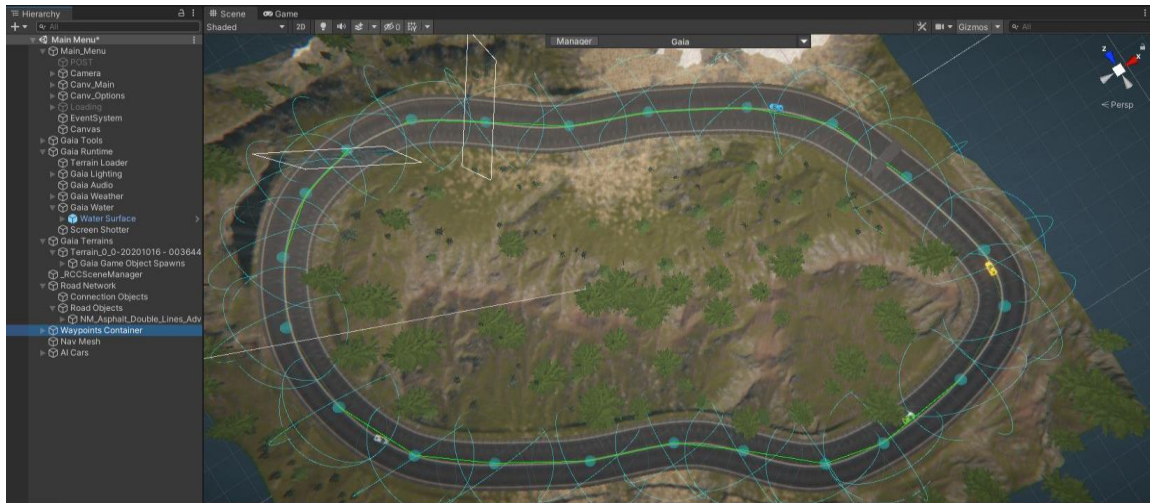 Hierarchy
All
Main Menu*
Main_Menu
POST
Camera
Canv_Main
Canv_Options
Loading
EventSystem
Canvas
Gaia Tools
Gaia Runtime
Terrain Loader
Gaia Lighting
Gaia Audio
Gaia Weather
Gaia Water
Water Surface
Screen Shotter
Gaia Terrains
Terrain_0_0-20201016 - 003644
Gaia Game Object Spawns
_RCCSceneManager
Road Network
Connection Objects
Road Objects
NM_Asphalt_Double_Lines_Adv
Waypoints Container
Nav Mesh
AI Cars
Scene Game
Shaded 2D 0 Gizmos All
Manager Gaia
z x
Persp